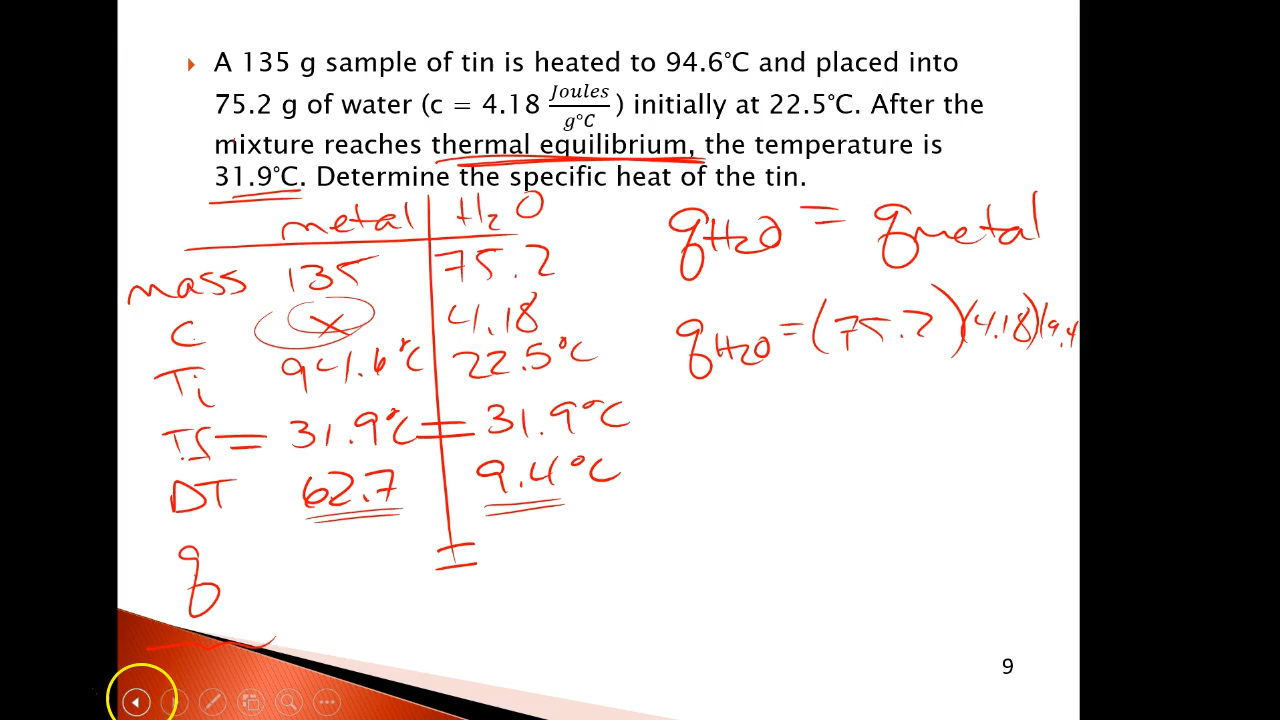 A 135 g sample of tin is heated to 94.6°C and placed into
75.2 g of water (c = 4.18 Joules/g°C) initially at 22.5°C. After the
mixture reaches thermal equilibrium, the temperature is
31.9°C. Determine the specific heat of the tin.
metal H₂O
mass 135 75.2
C X 4.18
Ti 94.6°C 22.5°C
Tf = 31.9°C = 31.9°C
DT 62.7 9.4°C
q =
qH₂O = qmetal
qH₂O = (75.2)(4.18)(9.4
9